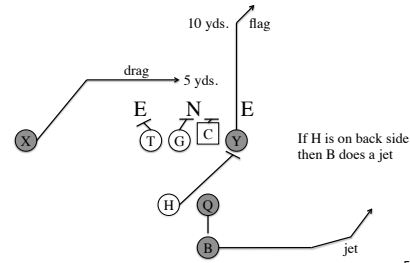 10 yds. flag
drag
5 yds.
E N E
X T G C Y
If H is on back side
then B does a jet
H Q
B
jet